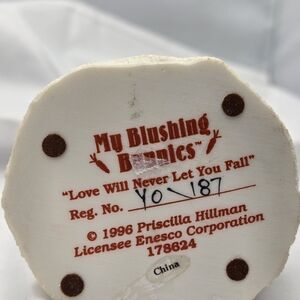 My Blushing
Bunnies™
"Love Will Never Let You Fall"
Reg. No. YO\187
© 1996 Priscilla Hillman
Licensee Enesco Corporation
178624
China